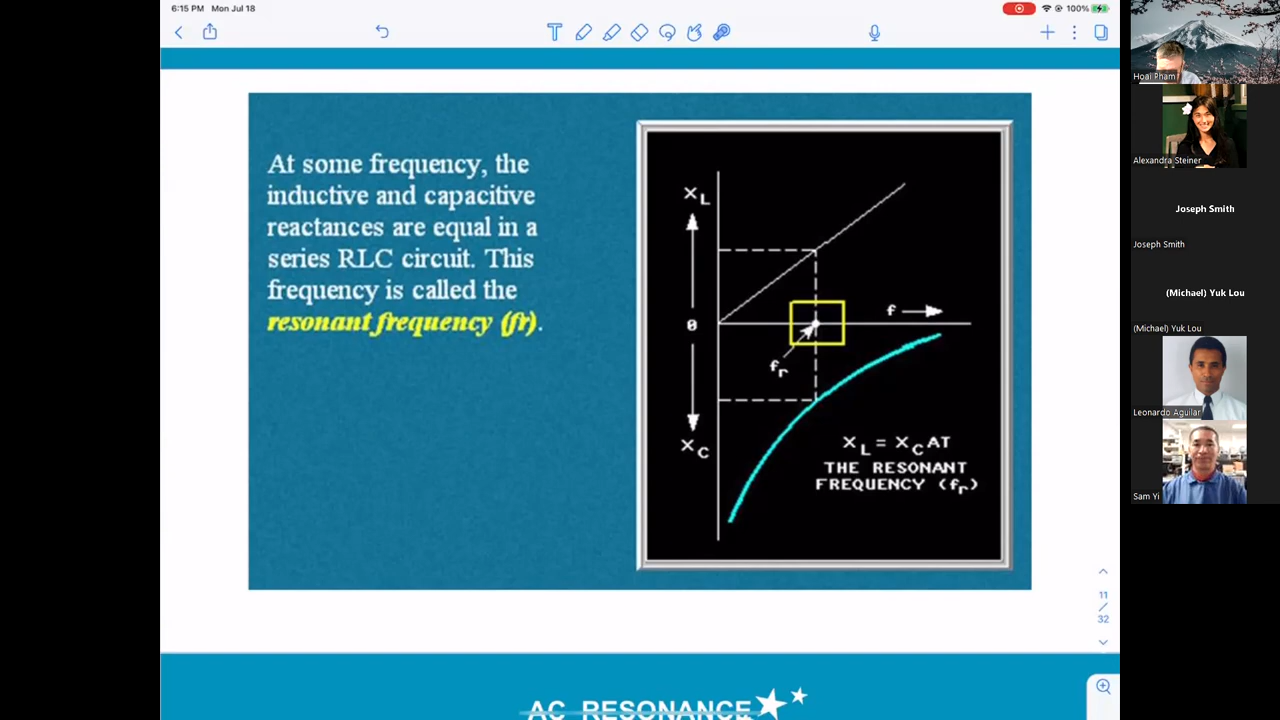 6:15 PM Mon Jul 18
100%
T
At some frequency, the
inductive and capacitive
reactances are equal in a
series RLC circuit. This
frequency is called the
resonant frequency (fr).
XL
0
XC
f
fr
XL = XC AT
THE RESONANT
FREQUENCY (fr)
11
/
32
AC RESONANCE
Hoai Pham
Alexandra Steiner
Joseph Smith
Joseph Smith
(Michael) Yuk Lou
(Michael) Yuk Lou
Leonardo Aguilar
Sam Yi